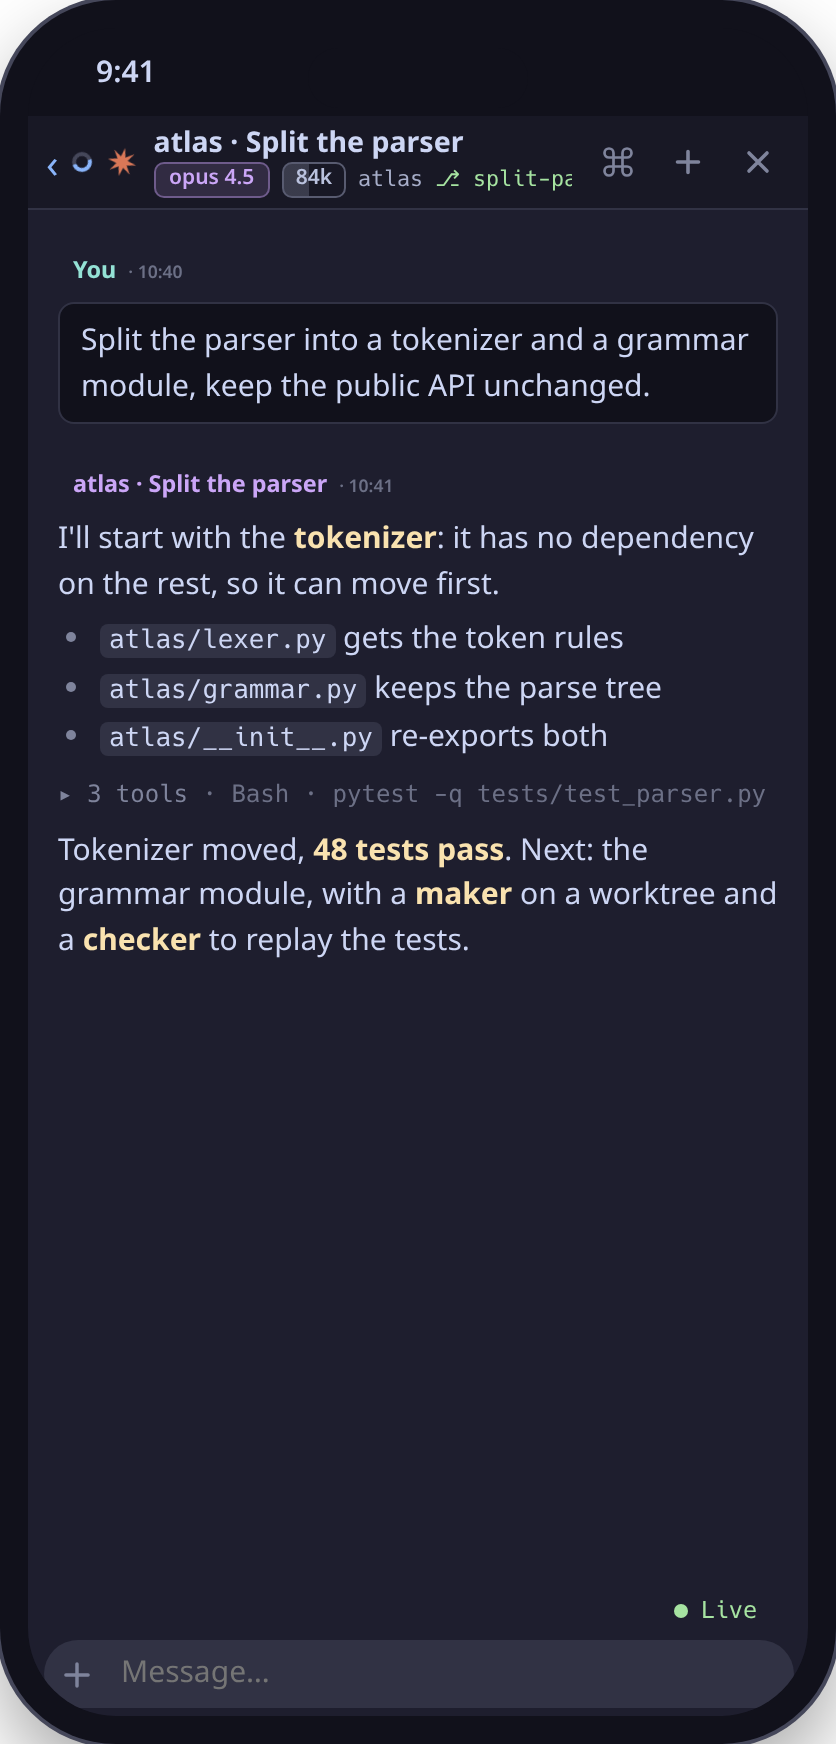 9:41
atlas · Split the parser
opus 4.5 84k atlas split-pa
You · 10:40
Split the parser into a tokenizer and a grammar
module, keep the public API unchanged.
atlas · Split the parser · 10:41
I'll start with the tokenizer: it has no dependency
on the rest, so it can move first.
• atlas/lexer.py gets the token rules
• atlas/grammar.py keeps the parse tree
• atlas/__init__.py re-exports both
▸ 3 tools · Bash · pytest -q tests/test_parser.py
Tokenizer moved, 48 tests pass. Next: the
grammar module, with a maker on a worktree and
a checker to replay the tests.
Live
Message...